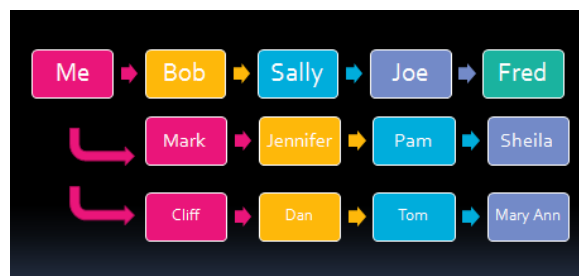 Me Bob Sally Joe Fred
Mark Jennifer Pam Sheila
Cliff Dan Tom Mary Ann